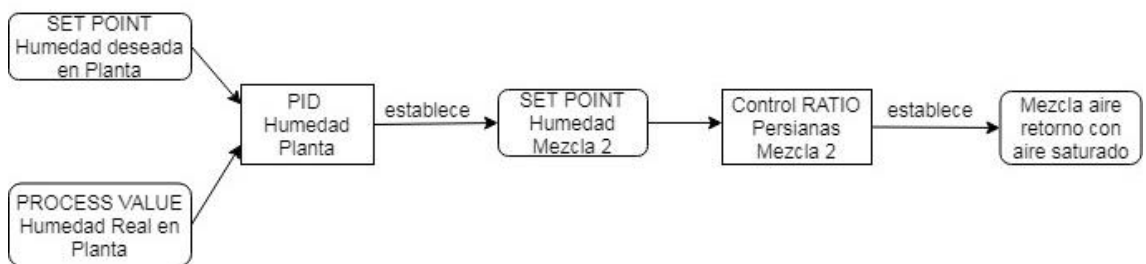 SET POINT
Humedad deseada
en Planta
PROCESS VALUE
Humedad Real en
Planta
PID
Humedad
Planta
establece
SET POINT
Humedad
Mezcla 2
Control RATIO
Persianas
Mezcla 2
establece
Mezcla aire
retorno con
aire saturado